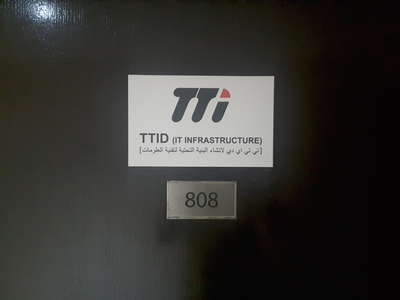 TTi
TTID (IT INFRASTRUCTURE)
[تي تي اي دي لانشاء البنية التحتية لتقنية المعلومات]
808